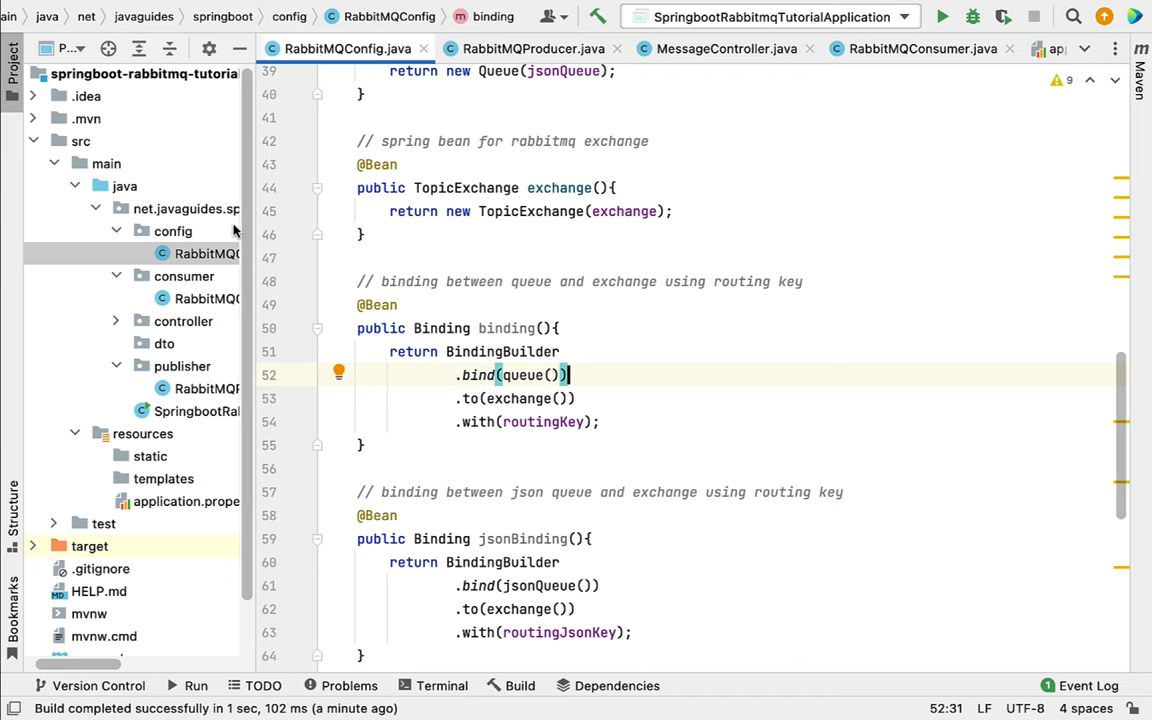 ain
java
net
javaguides
springboot
config
RabbitMQConfig
binding
SpringbootRabbitmqTutorialApplication
Project
P...
RabbitMQConfig.java
RabbitMQProducer.java
MessageController.java
RabbitMQConsumer.java
ap
Maven
9
springboot-rabbitmq-tutoria
.idea
.mvn
src
main
java
net.javaguides.sp
config
RabbitMQC
consumer
RabbitMQC
controller
dto
publisher
RabbitMQP
SpringbootRal
resources
static
templates
application.prope
test
target
.gitignore
HELP.md
mvnw
mvnw.cmd
39 return new Queue(jsonQueue);
40 }
41
42 // spring bean for rabbitmq exchange
43 @Bean
44 public TopicExchange exchange(){
45 return new TopicExchange(exchange);
46 }
47
48 // binding between queue and exchange using routing key
49 @Bean
50 public Binding binding(){
51 return BindingBuilder
52 .bind(queue())
53 .to(exchange())
54 .with(routingKey);
55 }
56
57 // binding between json queue and exchange using routing key
58 @Bean
59 public Binding jsonBinding(){
60 return BindingBuilder
61 .bind(jsonQueue())
62 .to(exchange())
63 .with(routingJsonKey);
64 }
Structure
Bookmarks
Version Control
Run
TODO
Problems
Terminal
Build
Dependencies
1 Event Log
Build completed successfully in 1 sec, 102 ms (a minute ago)
52:31 LF UTF-8 4 spaces